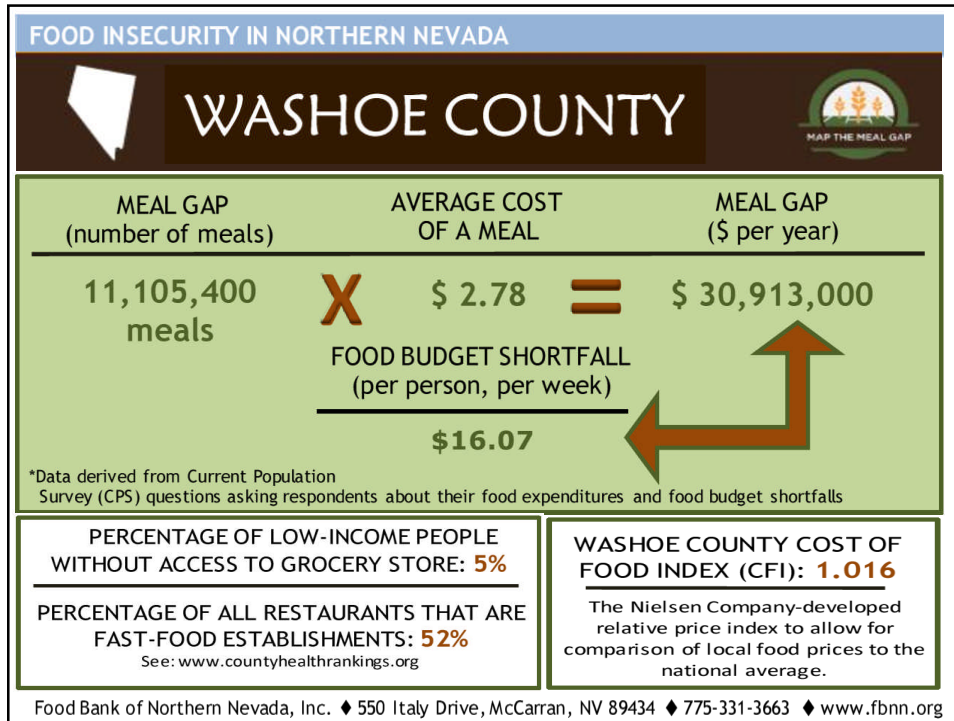 FOOD INSECURITY IN NORTHERN NEVADA
WASHOE COUNTY
MAP THE MEAL GAP
MEAL GAP
(number of meals)
AVERAGE COST
OF A MEAL
MEAL GAP
($ per year)
11,105,400
meals
X
$ 2.78
=
$ 30,913,000
FOOD BUDGET SHORTFALL
(per person, per week)
$16.07
*Data derived from Current Population
Survey (CPS) questions asking respondents about their food expenditures and food budget shortfalls
PERCENTAGE OF LOW-INCOME PEOPLE
WITHOUT ACCESS TO GROCERY STORE: 5%
PERCENTAGE OF ALL RESTAURANTS THAT ARE
FAST-FOOD ESTABLISHMENTS: 52%
See: www.countyhealthrankings.org
WASHOE COUNTY COST OF
FOOD INDEX (CFI): 1.016
The Nielsen Company-developed
relative price index to allow for
comparison of local food prices to the
national average.
Food Bank of Northern Nevada, Inc. ♦ 550 Italy Drive, McCarran, NV 89434 ♦ 775-331-3663 ♦ www.fbnn.org